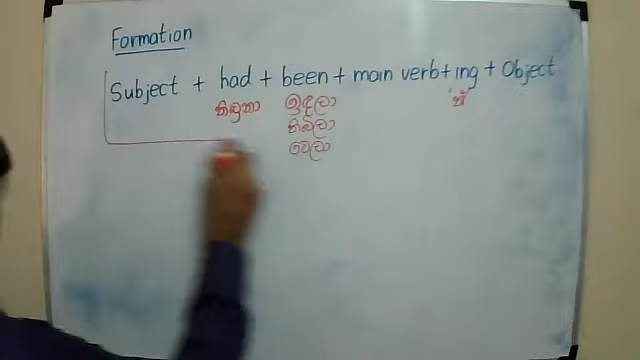 Formation
Subject + had + been + main verb + ing + Object
තිබුනා ඉඳලා න්
තිබිලා
වෙලා